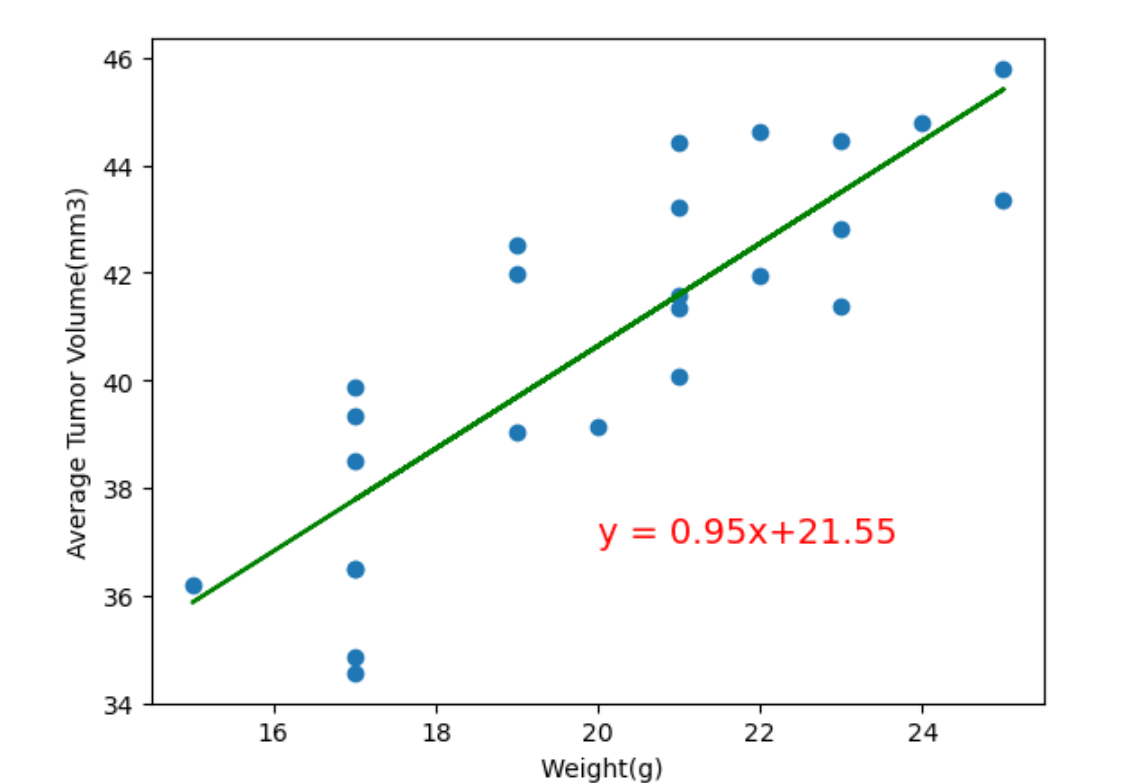 46
44
42
40
38
36
34
Average Tumor Volume(mm3)
y = 0.95x+21.55
16 18 20 22 24
Weight(g)